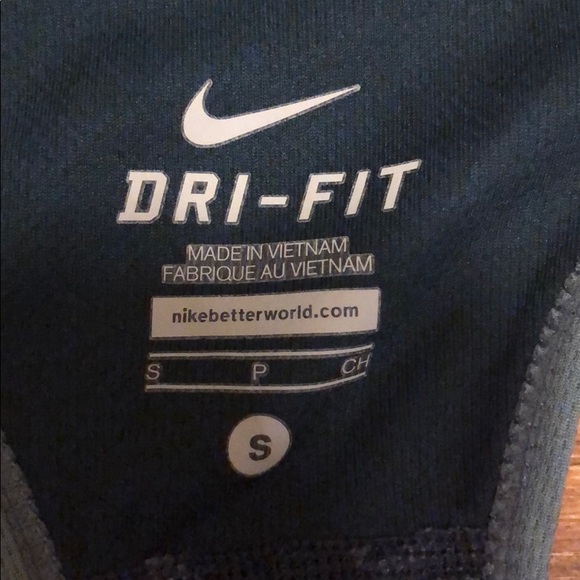 DRI-FIT
MADE IN VIETNAM
FABRIQUE AU VIETNAM
nikebetterworld.com
S P CH
S